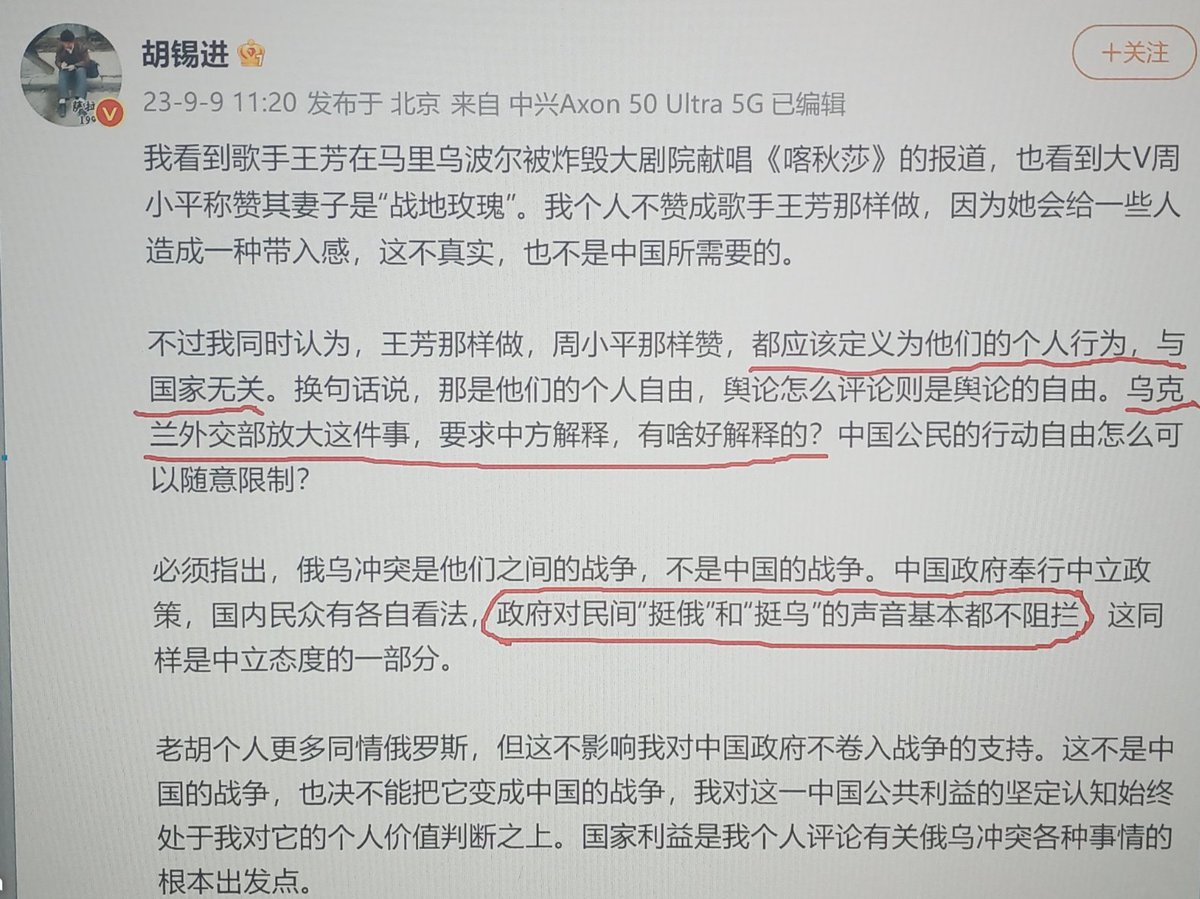 胡锡进
+关注
23-9-9 11:20 发布于 北京 来自 中兴Axon 50 Ultra 5G 已编辑
我看到歌手王芳在马里乌波尔被炸毁大剧院献唱《喀秋莎》的报道，也看到大V周
小平称赞其妻子是“战地玫瑰”。我个人不赞成歌手王芳那样做，因为她会给一些人
造成一种带入感，这不真实，也不是中国所需要的。
不过我同时认为，王芳那样做，周小平那样赞，都应该定义为他们的个人行为，与
国家无关。换句话说，那是他们的个人自由，舆论怎么评论则是舆论的自由。乌克
兰外交部放大这件事，要求中方解释，有啥好解释的？中国公民的行动自由怎么可
以随意限制？
必须指出，俄乌冲突是他们之间的战争，不是中国的战争。中国政府奉行中立政
策，国内民众有各自看法，政府对民间“挺俄”和“挺乌”的声音基本都不阻拦，这同
样是中立态度的一部分。
老胡个人更多同情俄罗斯，但这不影响我对中国政府不卷入战争的支持。这不是中
国的战争，也决不能把它变成中国的战争，我对这一中国公共利益的坚定认知始终
处于我对它的个人价值判断之上。国家利益是我个人评论有关俄乌冲突各种事情的
根本出发点。